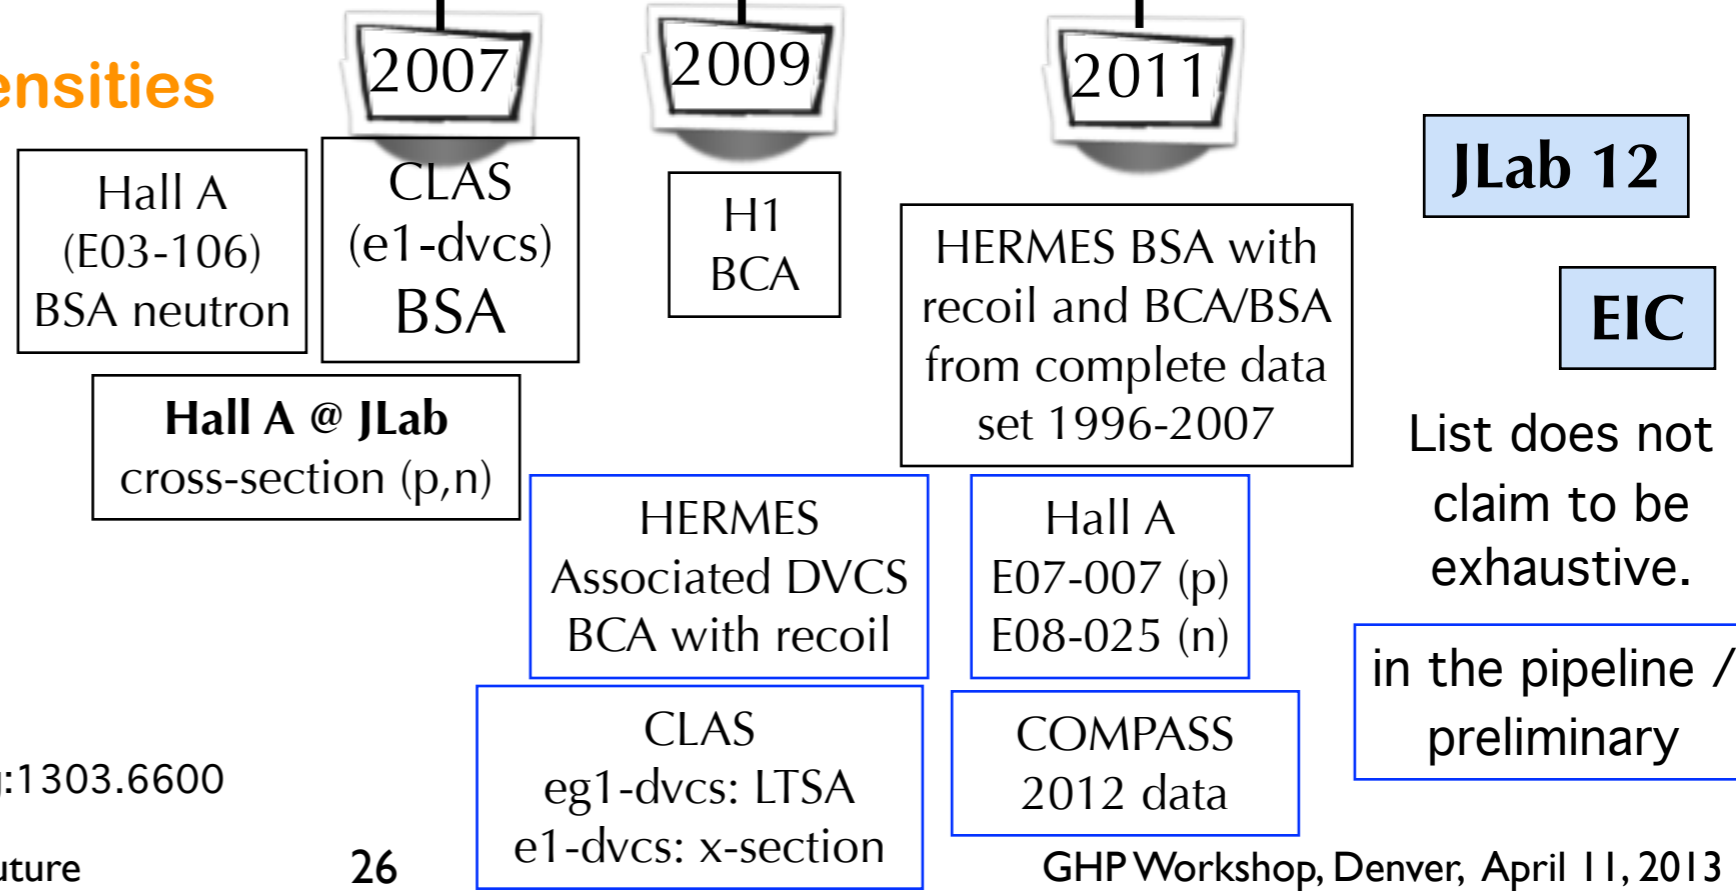 ensities
2007
2009
2011
Hall A
(E03-106)
BSA neutron
CLAS
(e1-dvcs)
BSA
H1
BCA
HERMES BSA with
recoil and BCA/BSA
from complete data
set 1996-2007
JLab 12
EIC
Hall A @ JLab
cross-section (p,n)
List does not
claim to be
exhaustive.
HERMES
Associated DVCS
BCA with recoil
Hall A
E07-007 (p)
E08-025 (n)
in the pipeline /
preliminary
CLAS
eg1-dvcs: LTSA
e1-dvcs: x-section
COMPASS
2012 data
:1303.6600
uture
26
GHP Workshop, Denver, April 11, 2013